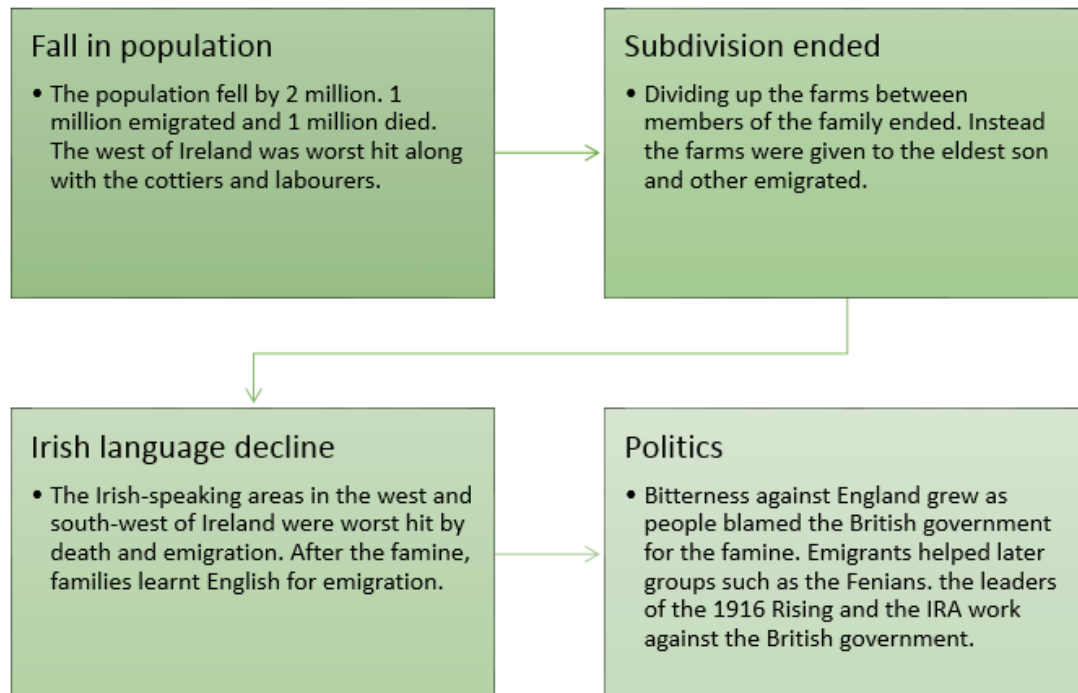 Fall in population
• The population fell by 2 million. 1
million emigrated and 1 million died.
The west of Ireland was worst hit along
with the cottiers and labourers.
Subdivision ended
• Dividing up the farms between
members of the family ended. Instead
the farms were given to the eldest son
and other emigrated.
Irish language decline
• The Irish-speaking areas in the west and
south-west of Ireland were worst hit by
death and emigration. After the famine,
families learnt English for emigration.
Politics
• Bitterness against England grew as
people blamed the British government
for the famine. Emigrants helped later
groups such as the Fenians. the leaders
of the 1916 Rising and the IRA work
against the British government.